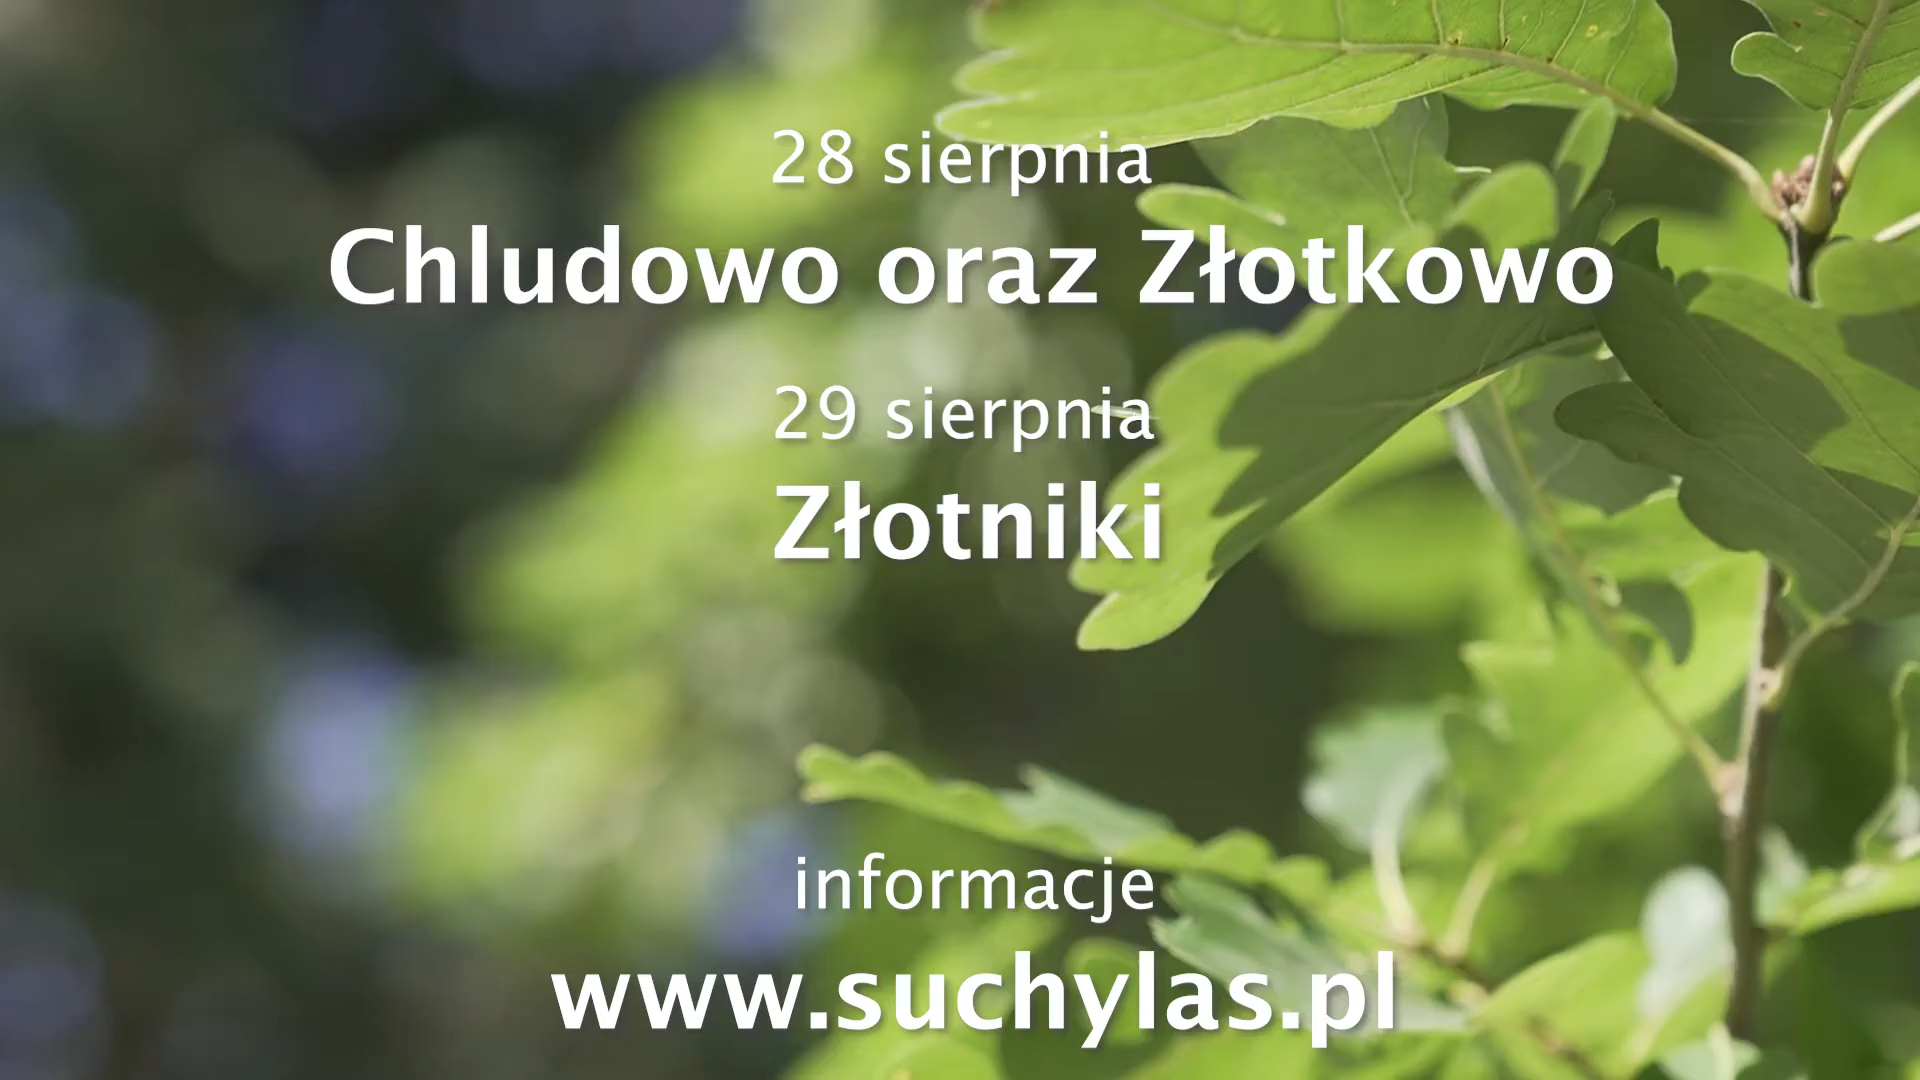 28 sierpnia
Chludowo oraz Złotkowo
29 sierpnia
Złotniki
informacje
www.suchylas.pl